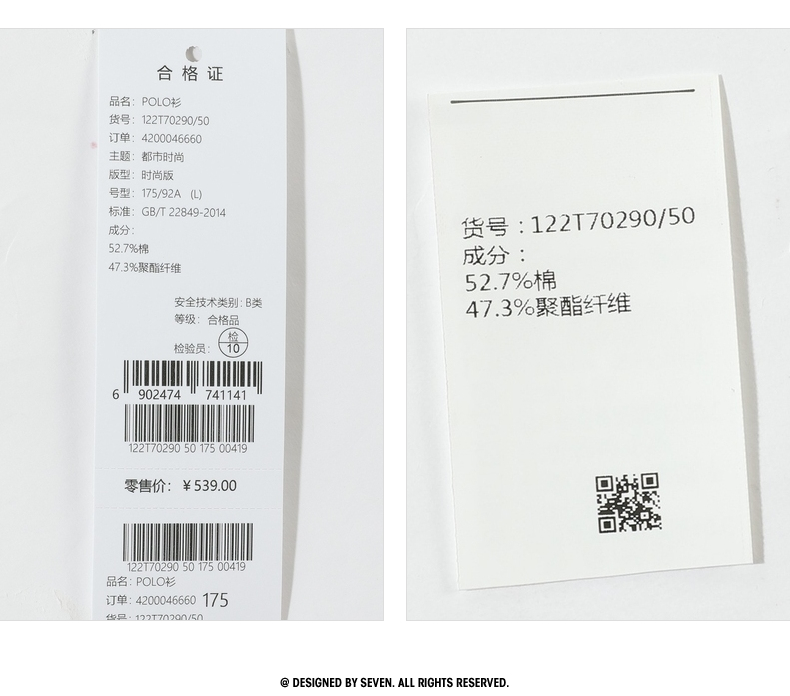 合格证
品名：POLO衫
货号：122T70290/50
订单：4200046660
主题：都市时尚
版型：时尚版
号型：175/92A (L)
标准：GB/T 22849-2014
成分：
52.7%棉
47.3%聚酯纤维
安全技术类别：B类
等级：合格品
检验员：检 10
6 902474 741141
122T70290 50 175 00419
零售价：￥539.00
122T70290 50 175 00419
品名：POLO衫
订单：4200046660 175
货号：122T70290/50
货号：122T70290/50
成分：
52.7%棉
47.3%聚酯纤维
@ DESIGNED BY SEVEN. ALL RIGHTS RESERVED.